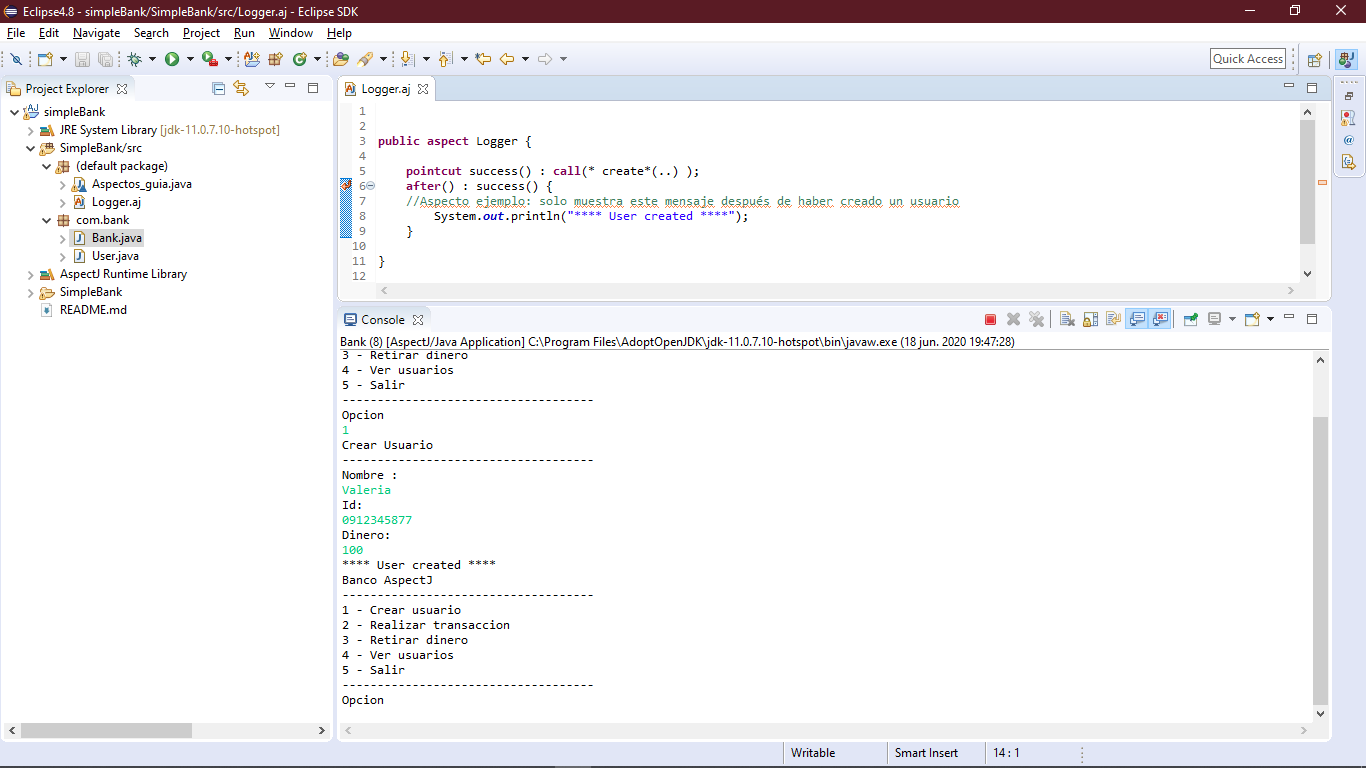 Eclipse4.8 - simpleBank/SimpleBank/src/Logger.aj - Eclipse SDK
File Edit Navigate Search Project Run Window Help
Quick Access
Project Explorer
simpleBank
JRE System Library [jdk-11.0.7.10-hotspot]
SimpleBank/src
(default package)
Aspectos_guia.java
Logger.aj
com.bank
Bank.java
User.java
AspectJ Runtime Library
SimpleBank
README.md
Logger.aj
1
2
3 public aspect Logger {
4
5 pointcut success() : call(* create*(..) );
6 after() : success() {
7 //Aspecto ejemplo: solo muestra este mensaje después de haber creado un usuario
8 System.out.println("**** User created ****");
9 }
10
11 }
12
Console
Bank (8) [AspectJ/Java Application] C:\Program Files\AdoptOpenJDK\jdk-11.0.7.10-hotspot\bin\javaw.exe (18 jun. 2020 19:47:28)
3 - Retirar dinero
4 - Ver usuarios
5 - Salir
------------------------------------
Opcion
1
Crear Usuario
------------------------------------
Nombre :
Valeria
Id:
0912345877
Dinero:
100
**** User created ****
Banco AspectJ
------------------------------------
1 - Crear usuario
2 - Realizar transaccion
3 - Retirar dinero
4 - Ver usuarios
5 - Salir
------------------------------------
Opcion
Writable Smart Insert 14 : 1